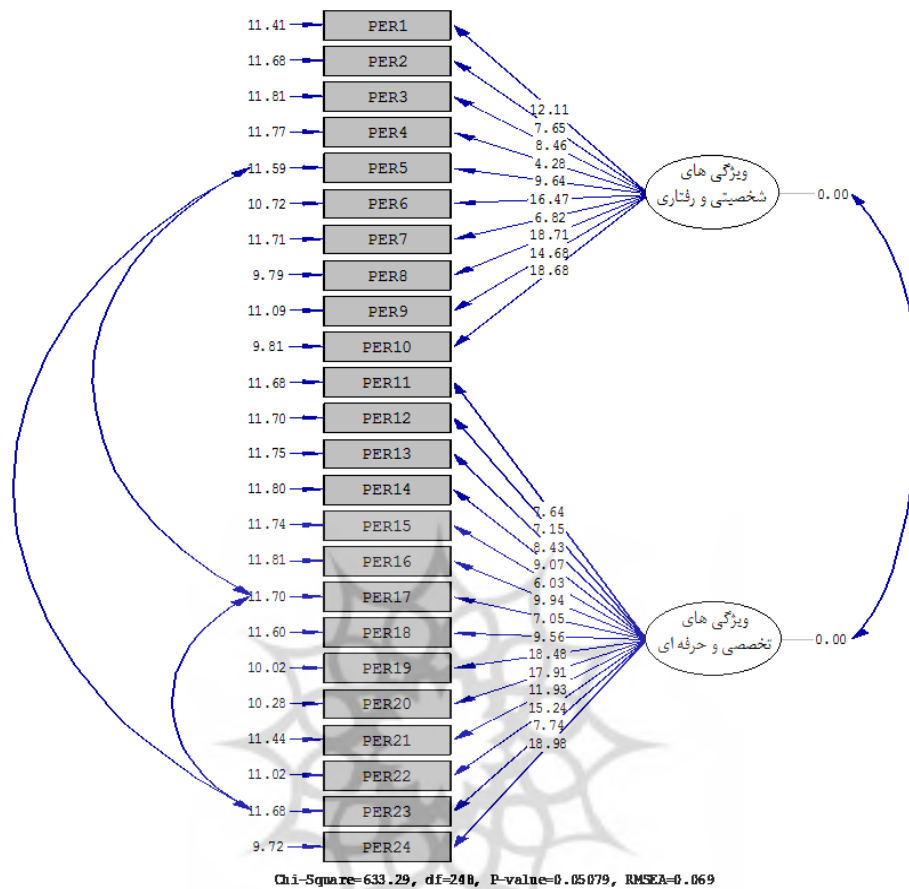 11.41 PER1
11.68 PER2
11.81 PER3
11.77 PER4
11.59 PER5
10.72 PER6
11.71 PER7
9.79 PER8
11.09 PER9
9.81 PER10
11.68 PER11
11.70 PER12
11.75 PER13
11.80 PER14
11.74 PER15
11.81 PER16
11.70 PER17
11.60 PER18
10.02 PER19
10.28 PER20
11.44 PER21
11.02 PER22
11.68 PER23
9.72 PER24
12.11
7.65
8.46
4.28
9.64
16.47
6.82
18.71
14.68
18.68
ویژگی های
شخصیتی و رفتاری
0.00
7.64
7.15
8.43
9.07
6.03
9.94
7.05
9.56
18.48
17.91
11.93
15.24
7.74
18.98
ویژگی های
تخصصی و حرفه ای
0.00
Chi-Square=633.29, df=248, P-value=0.05079, RMSEA=0.069